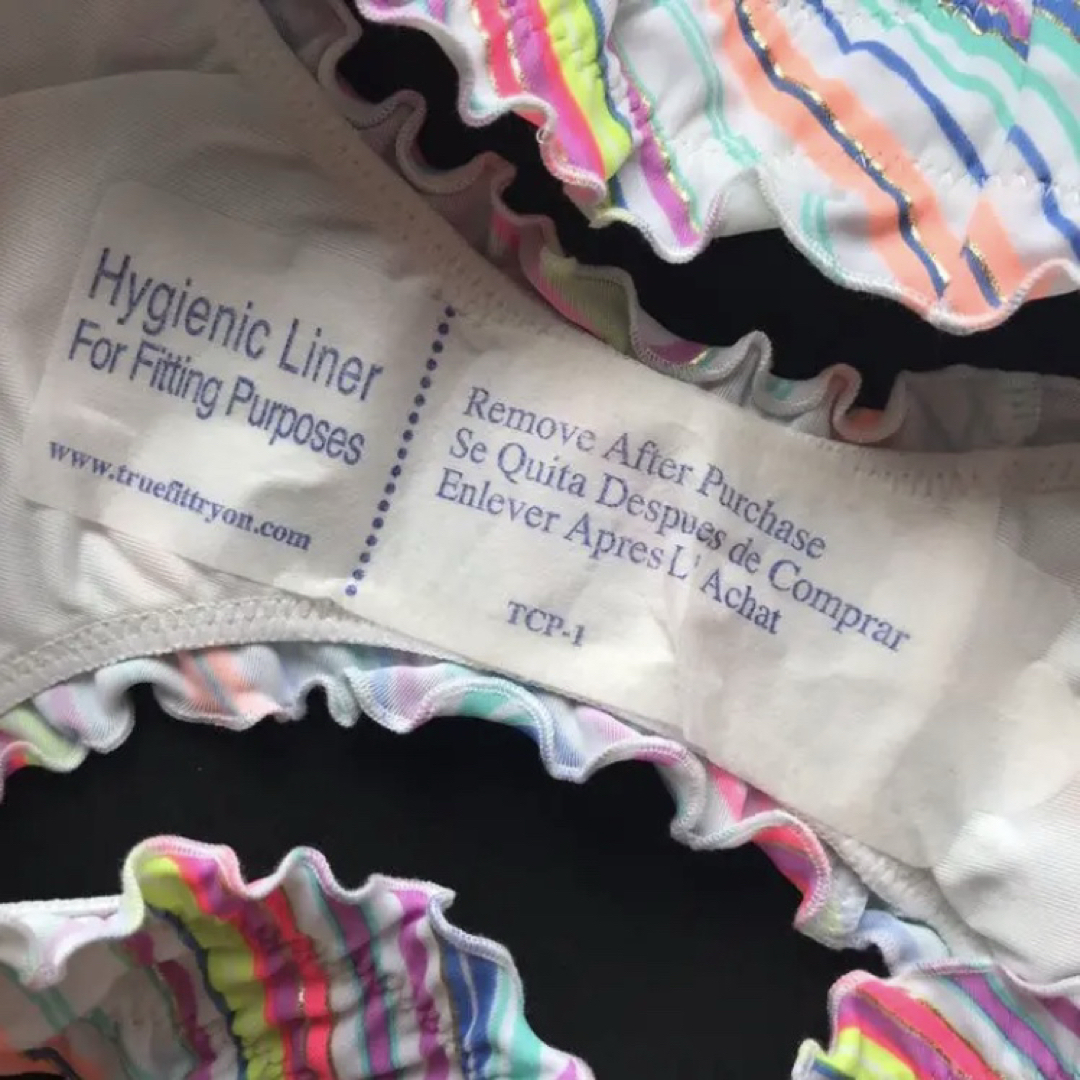 Hygienic Liner
For Fitting Purposes
www.truefittryon.com
Remove After Purchase
Se Quita Despues de Comprar
Enlever Apres L' Achat
TCP-1